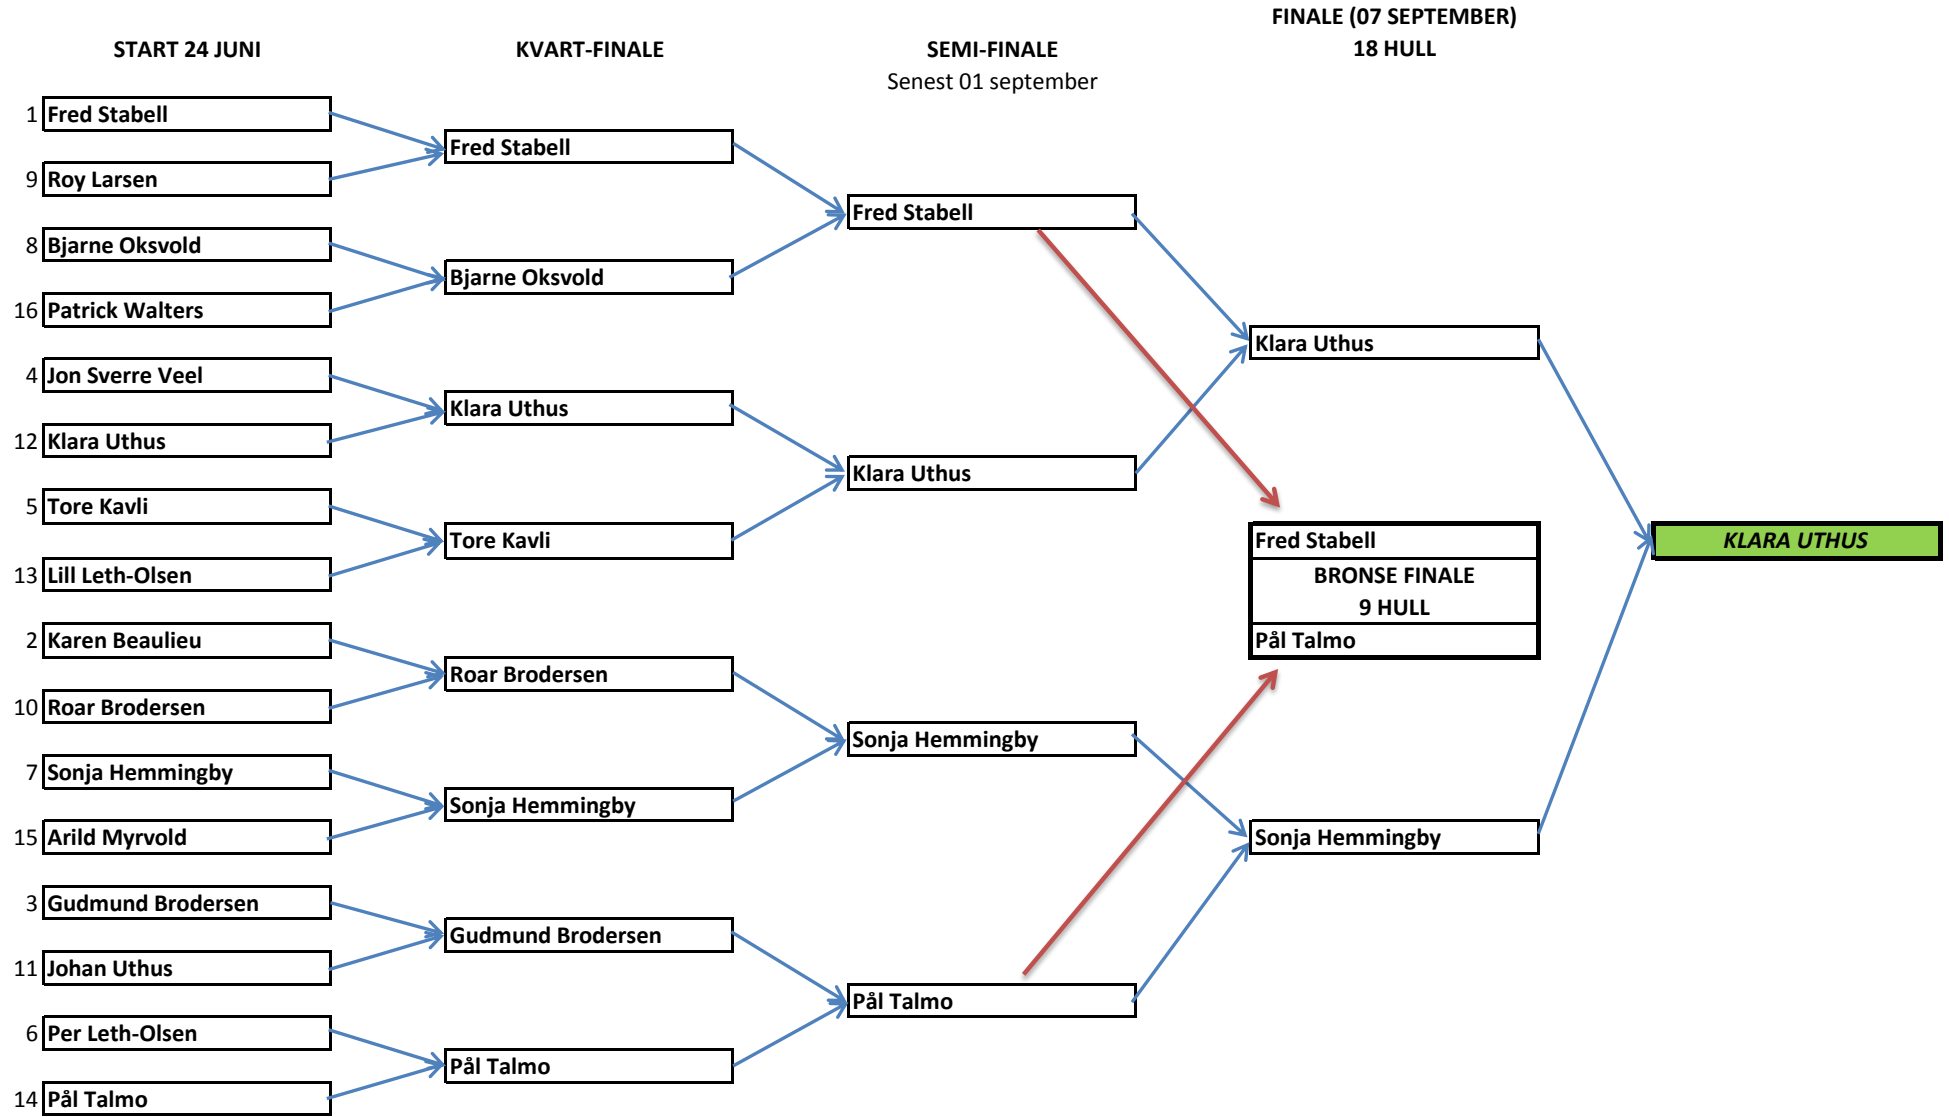 FINALE (07 SEPTEMBER)
START 24 JUNI KVART-FINALE SEMI-FINALE 18 HULL
Senest 01 september
1 Fred Stabell
Fred Stabell
9 Roy Larsen
Fred Stabell
8 Bjarne Oksvold
Bjarne Oksvold
16 Patrick Walters
Klara Uthus
4 Jon Sverre Veel
Klara Uthus
12 Klara Uthus
Klara Uthus
5 Tore Kavli
Tore Kavli
Fred Stabell
KLARA UTHUS
13 Lill Leth-Olsen
BRONSE FINALE
9 HULL
2 Karen Beaulieu
Pål Talmo
Roar Brodersen
10 Roar Brodersen
Sonja Hemmingby
7 Sonja Hemmingby
Sonja Hemmingby
15 Arild Myrvold
Sonja Hemmingby
3 Gudmund Brodersen
Gudmund Brodersen
11 Johan Uthus
Pål Talmo
6 Per Leth-Olsen
Pål Talmo
14 Pål Talmo